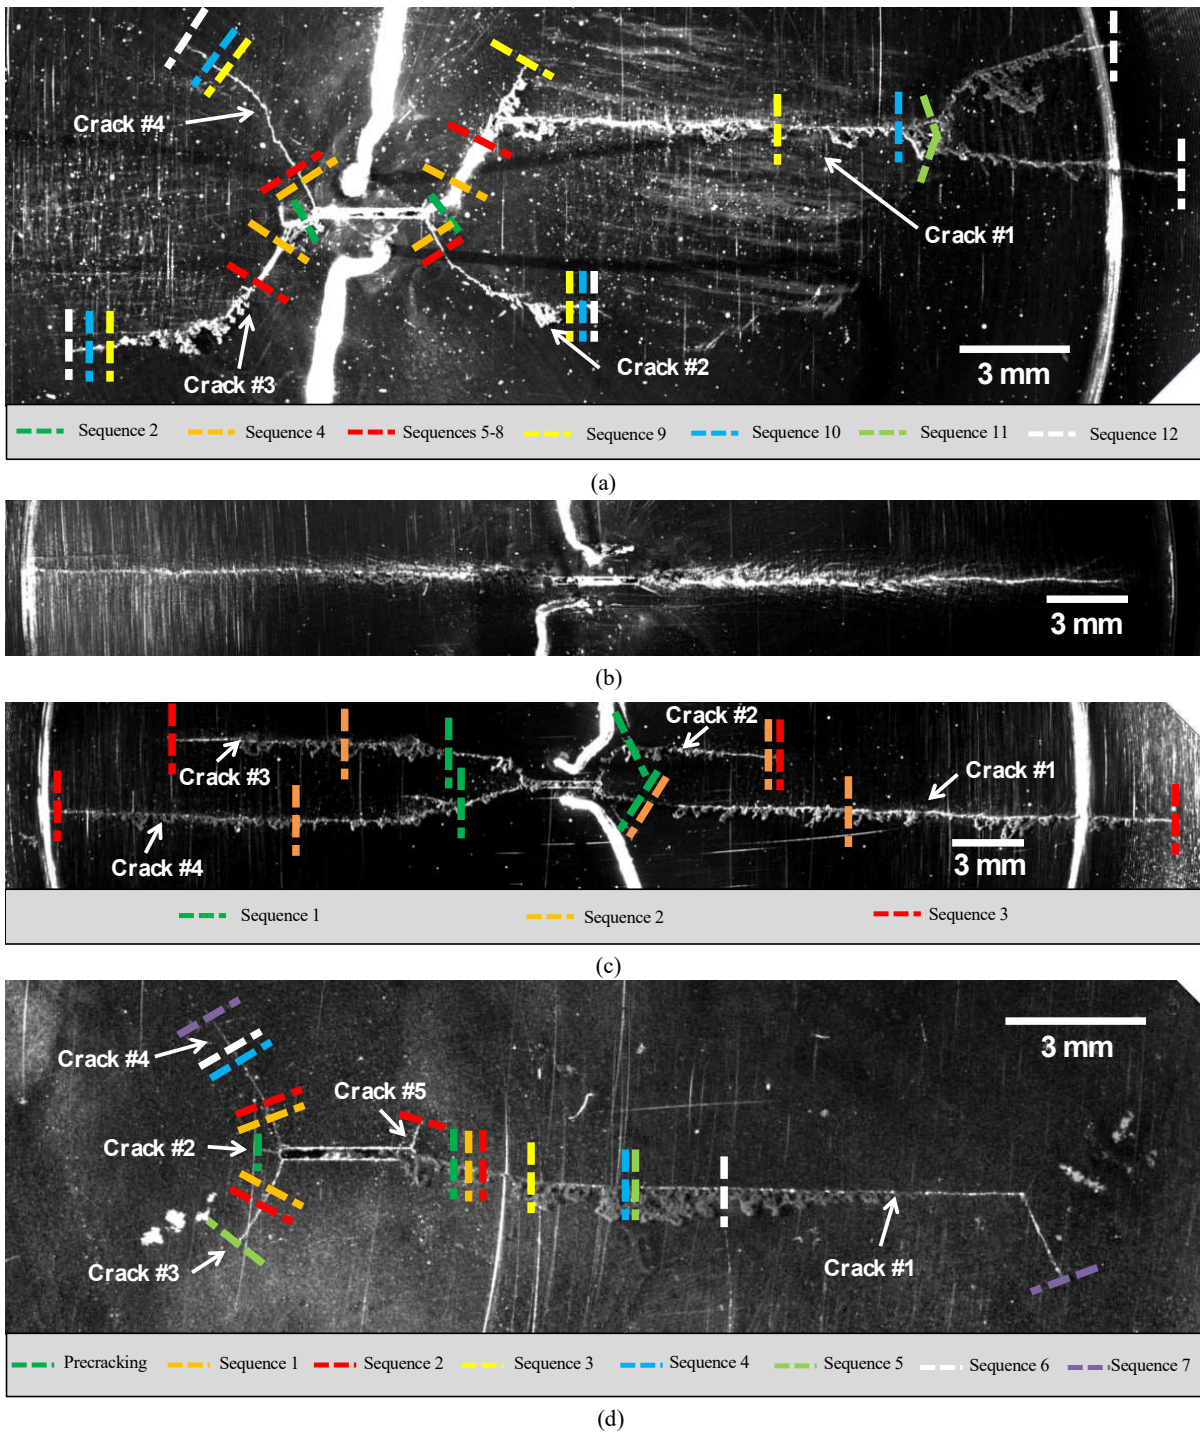 Crack #4
Crack #1
Crack #2
Crack #3
3 mm
Sequence 2 Sequence 4 Sequences 5-8 Sequence 9 Sequence 10 Sequence 11 Sequence 12
(a)
3 mm
(b)
Crack #2
Crack #3
Crack #1
Crack #4
3 mm
Sequence 1 Sequence 2 Sequence 3
(c)
3 mm
Crack #4
Crack #5
Crack #2
Crack #3
Crack #1
Precracking Sequence 1 Sequence 2 Sequence 3 Sequence 4 Sequence 5 Sequence 6 Sequence 7
(d)